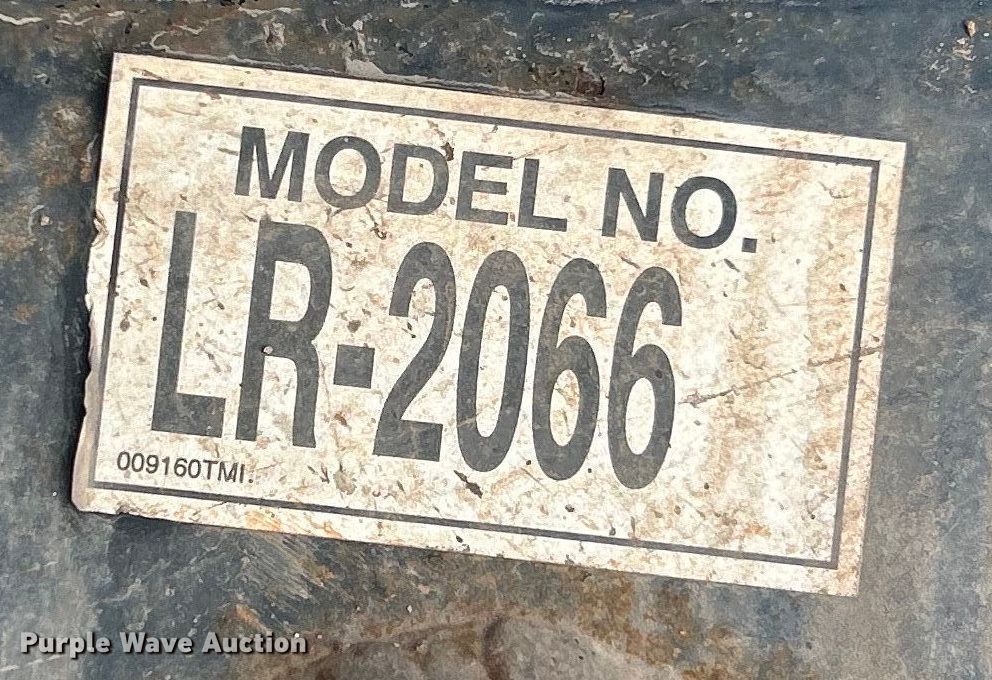 MODEL NO.
LR-2066
009160TMI.
Purple Wave Auction